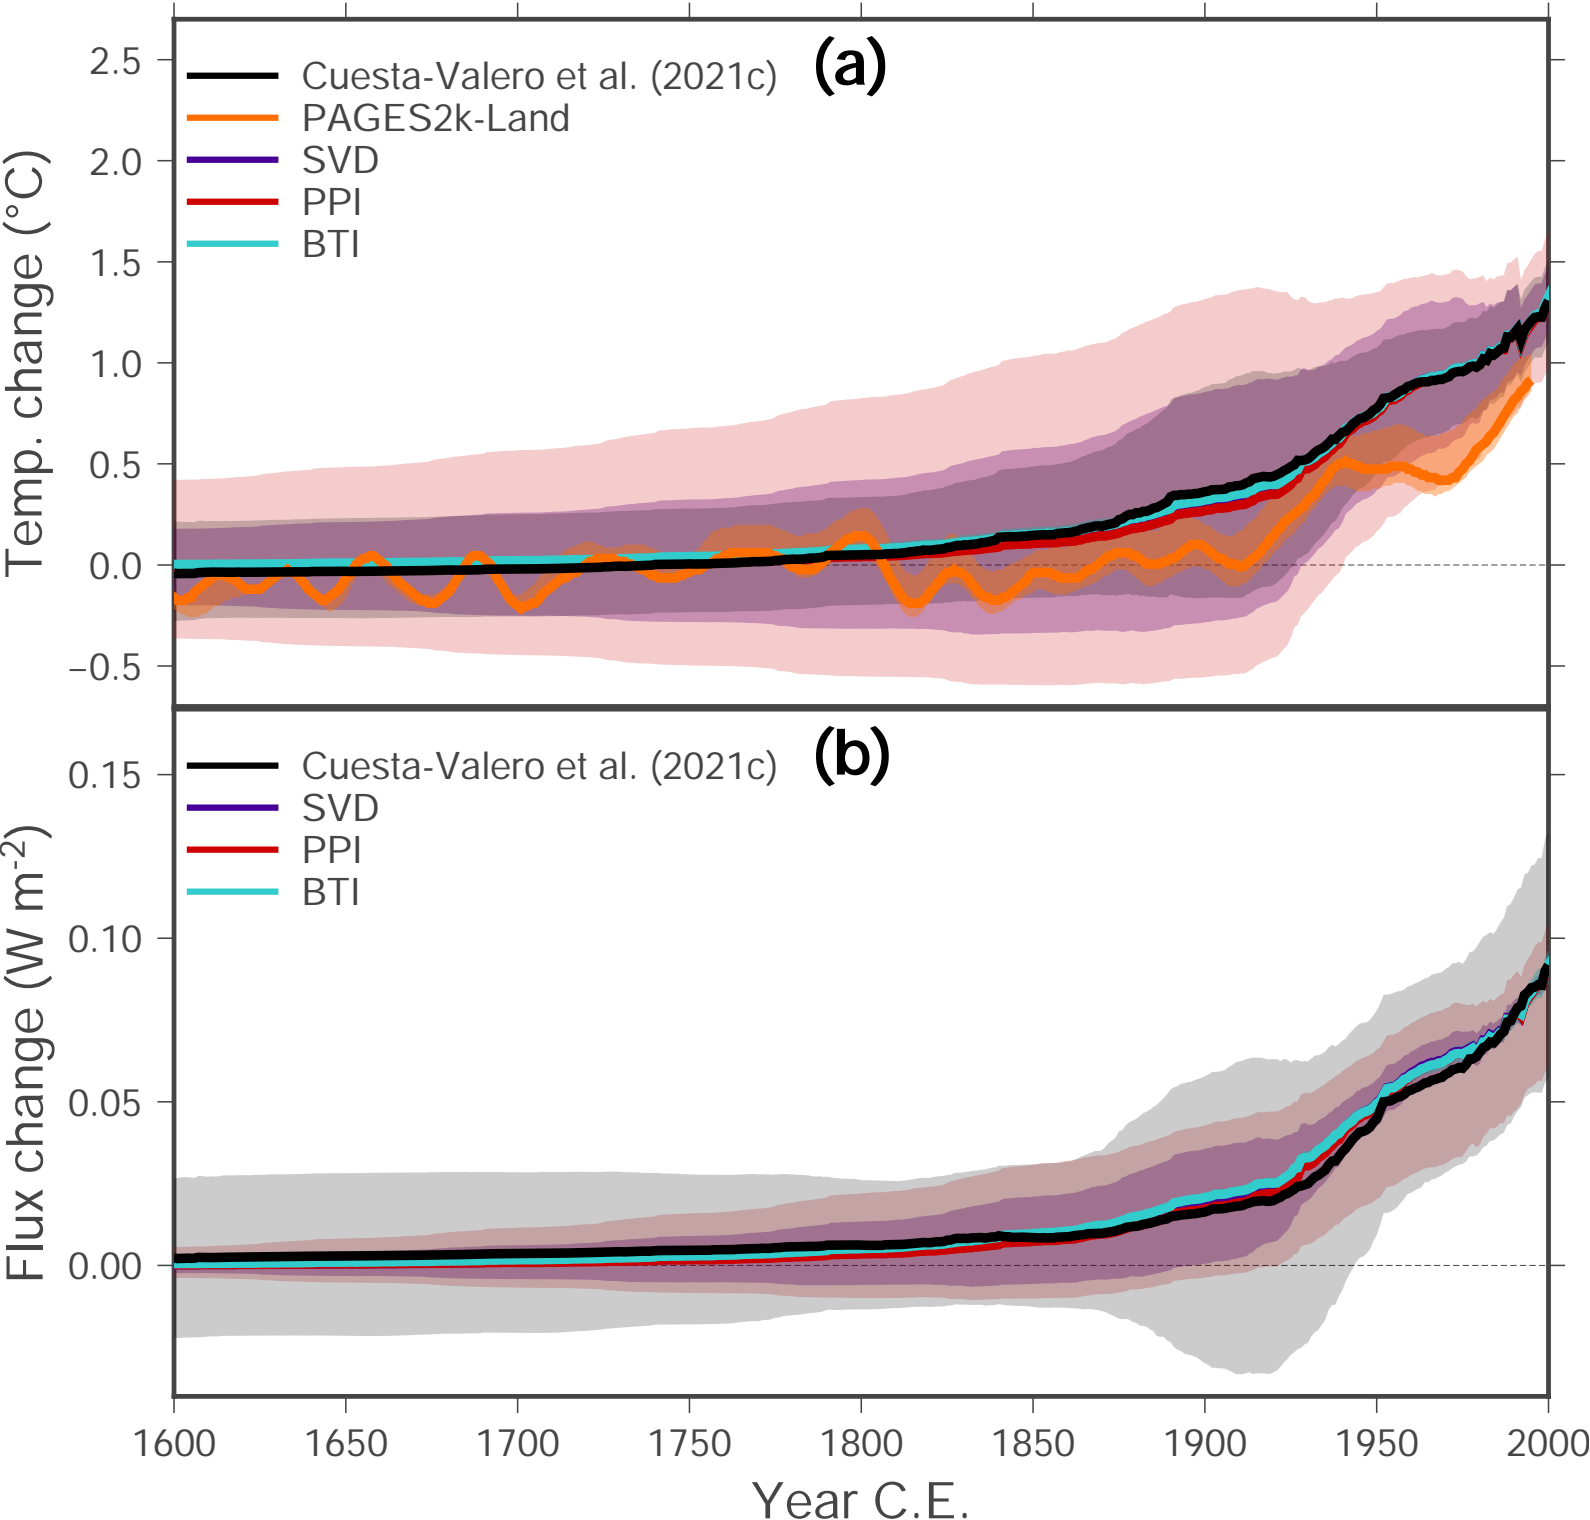 (a)
Cuesta-Valero et al. (2021c)
PAGES2k-Land
SVD
PPI
BTI
Temp. change (°C)
2.5
2.0
1.5
1.0
0.5
0.0
−0.5
(b)
Cuesta-Valero et al. (2021c)
SVD
PPI
BTI
Flux change (W m-2)
0.15
0.10
0.05
0.00
1600 1650 1700 1750 1800 1850 1900 1950 2000
Year C.E.